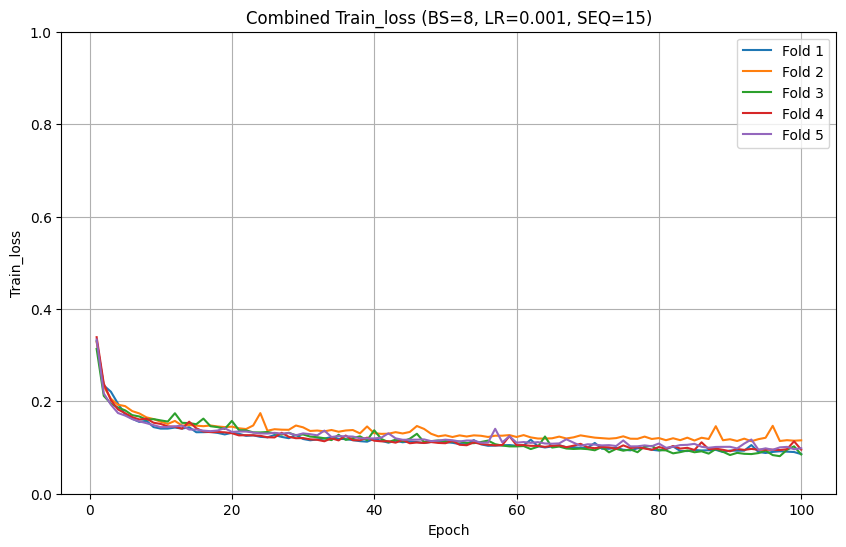 Combined Train_loss (BS=8, LR=0.001, SEQ=15)
Fold 1
Fold 2
Fold 3
Fold 4
Fold 5
Train_loss
1.0
0.8
0.6
0.4
0.2
0.0
0 20 40 60 80 100
Epoch